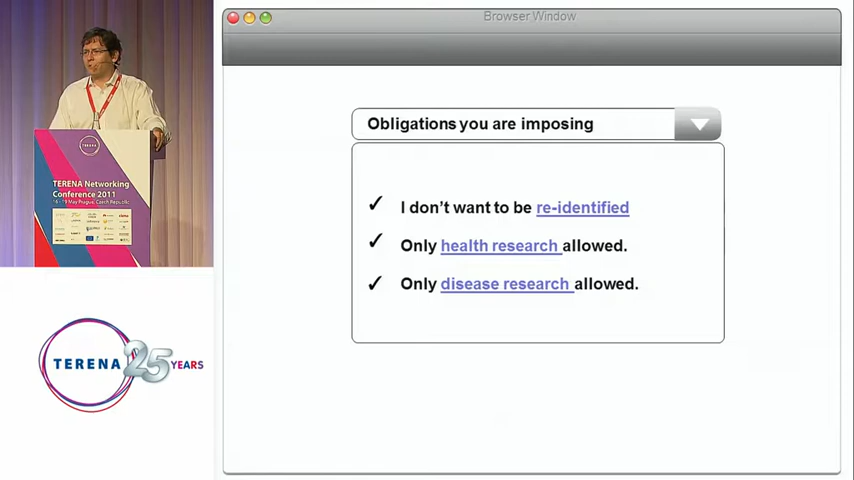 Browser Window
Obligations you are imposing
✓ I don't want to be re-identified
✓ Only health research allowed.
✓ Only disease research allowed.
TERENA
TERENA Networking
Conference 2011
16 - 19 May Prague, Czech Republic
TERENA 25 YEARS